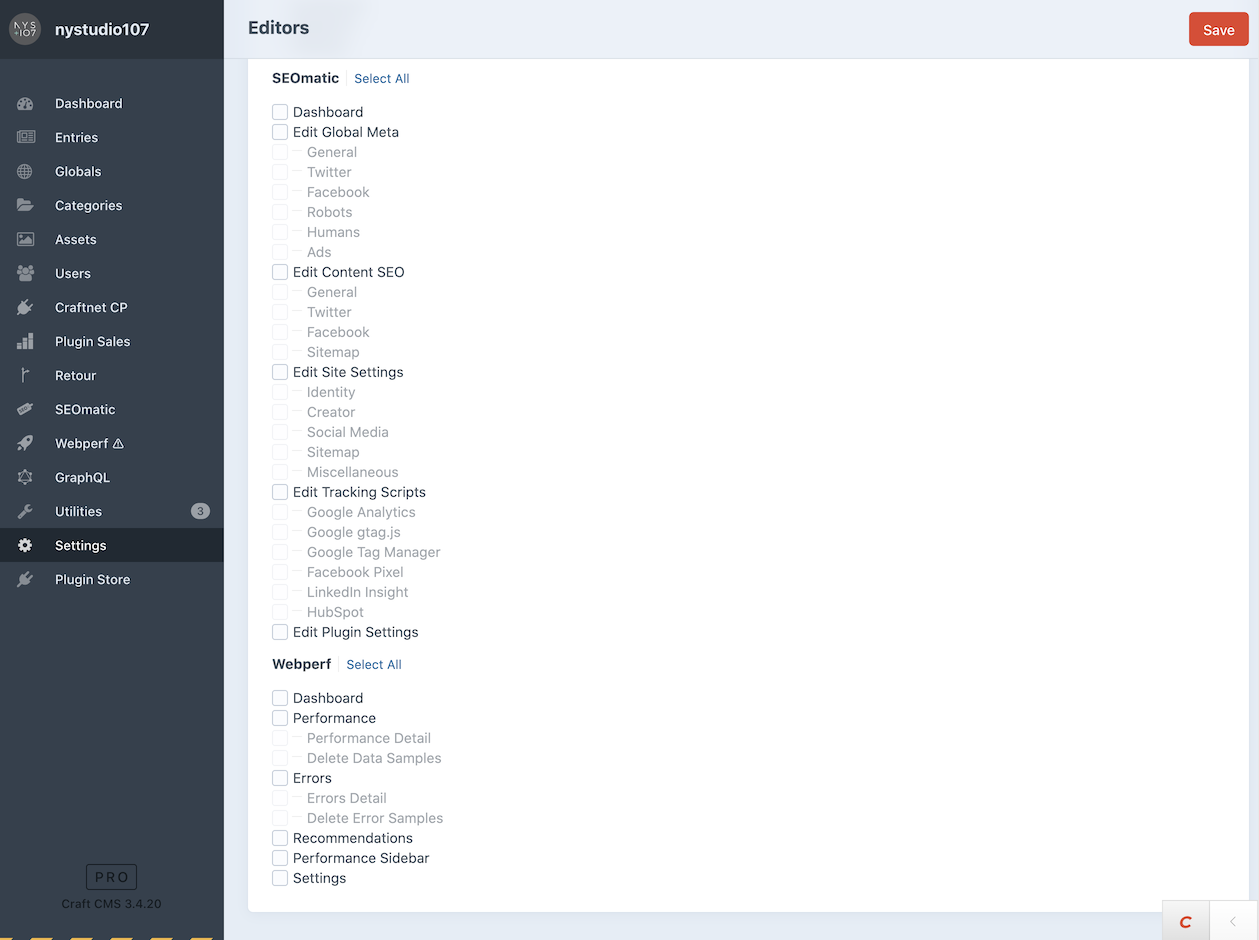 NYS
+107
nystudio107
Editors
Save
Dashboard
Entries
Globals
Categories
Assets
Users
Craftnet CP
Plugin Sales
Retour
SEOmatic
Webperf
GraphQL
Utilities 3
Settings
Plugin Store
PRO
Craft CMS 3.4.20
SEOmatic Select All
Dashboard
Edit Global Meta
General
Twitter
Facebook
Robots
Humans
Ads
Edit Content SEO
General
Twitter
Facebook
Sitemap
Edit Site Settings
Identity
Creator
Social Media
Sitemap
Miscellaneous
Edit Tracking Scripts
Google Analytics
Google gtag.js
Google Tag Manager
Facebook Pixel
LinkedIn Insight
HubSpot
Edit Plugin Settings
Webperf Select All
Dashboard
Performance
Performance Detail
Delete Data Samples
Errors
Errors Detail
Delete Error Samples
Recommendations
Performance Sidebar
Settings
C